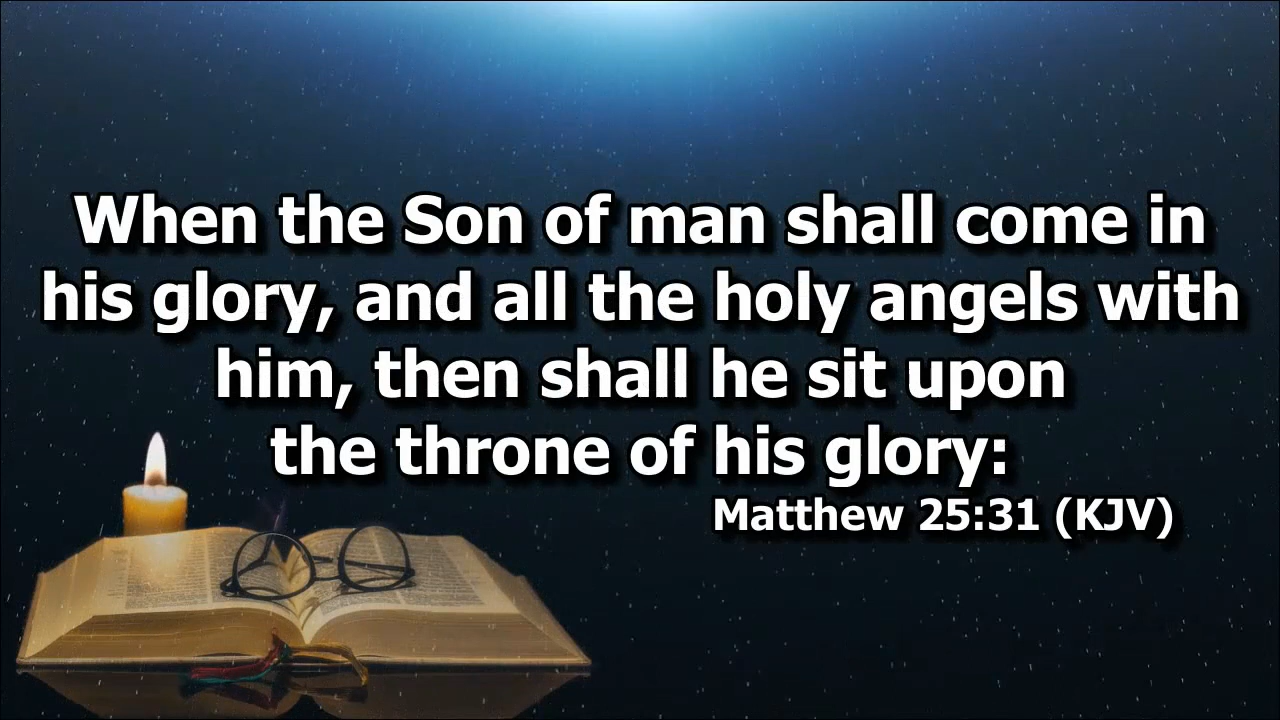 When the Son of man shall come in
his glory, and all the holy angels with
him, then shall he sit upon
the throne of his glory:
Matthew 25:31 (KJV)